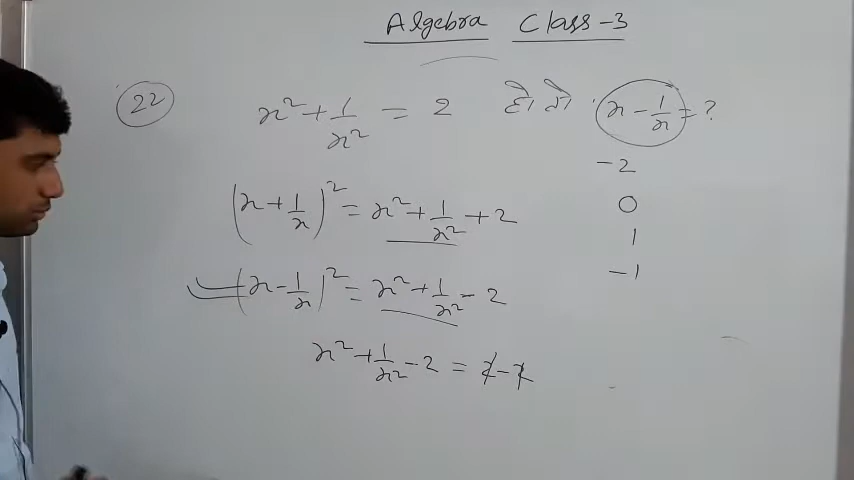 Algebra Class-3
22 x² + 1/x² = 2 हो तो x - 1/x = ?
-2
0
1
-1
(x + 1/x)² = x² + 1/x² + 2
(x - 1/x)² = x² + 1/x² - 2
x² + 1/x² - 2 = 2 - 2